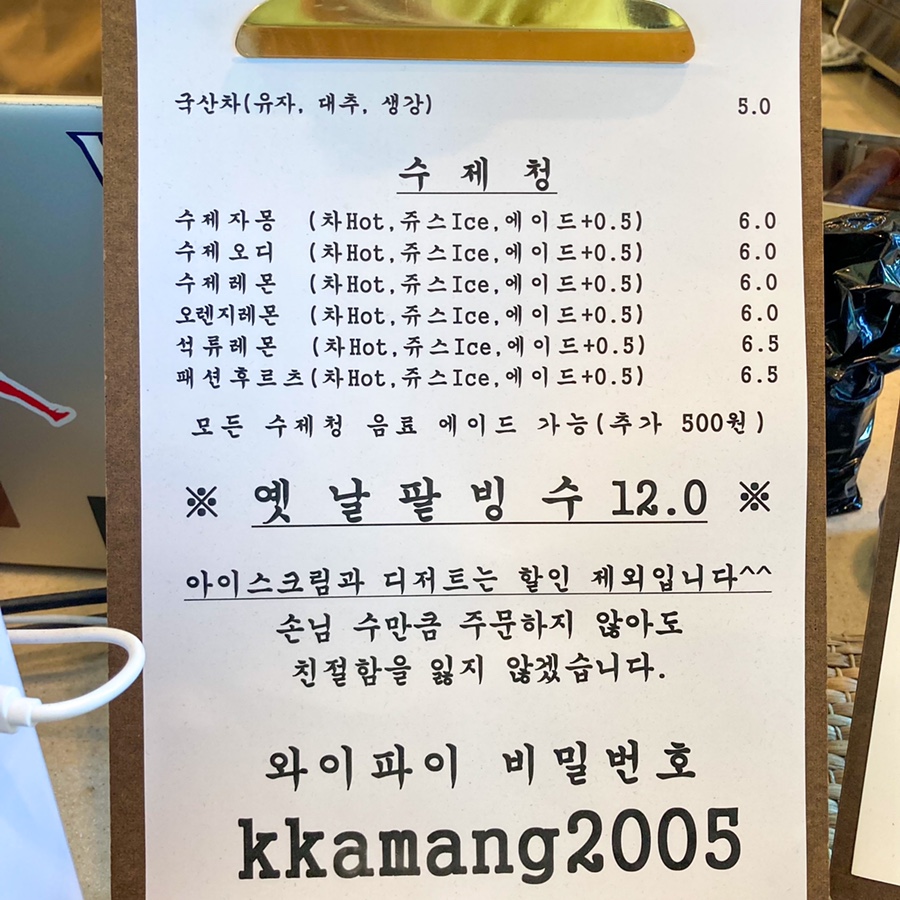 국산차(유자, 대추, 생강) 5.0
수 제 청
수제자몽 (차Hot,쥬스Ice,에이드+0.5) 6.0
수제오디 (차Hot,쥬스Ice,에이드+0.5) 6.0
수제레몬 (차Hot,쥬스Ice,에이드+0.5) 6.0
오렌지레몬 (차Hot,쥬스Ice,에이드+0.5) 6.0
석류레몬 (차Hot,쥬스Ice,에이드+0.5) 6.5
패션후르츠(차Hot,쥬스Ice,에이드+0.5) 6.5
모든 수제청 음료 에이드 가능(추가 500원)
※ 옛 날 팥 빙 수 12.0 ※
아이스크림과 디저트는 할인 제외입니다^^
손님 수만큼 주문하지 않아도
친절함을 잃지 않겠습니다.
와이파이 비밀번호
kkamang2005